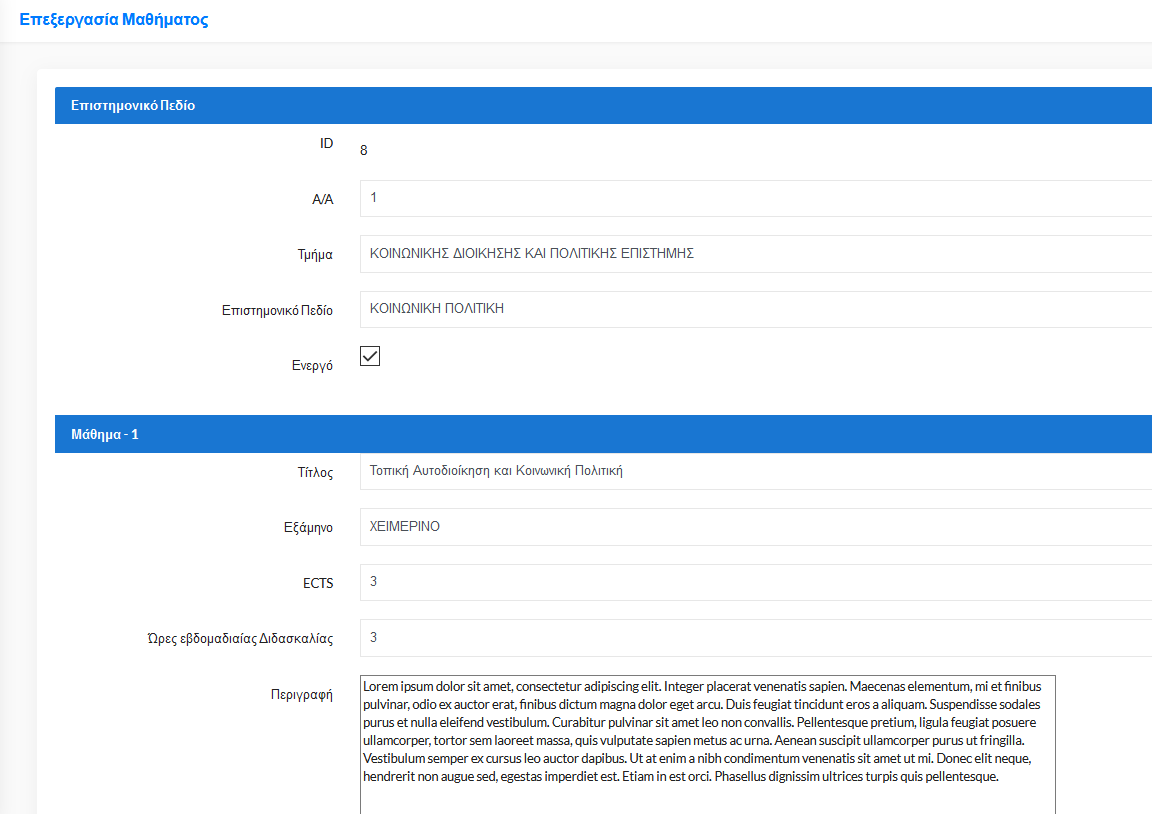 Επεξεργασία Μαθήματος
Επιστημονικό Πεδίο
ID
8
Α/Α
1
Τμήμα
ΚΟΙΝΩΝΙΚΗΣ ΔΙΟΙΚΗΣΗΣ ΚΑΙ ΠΟΛΙΤΙΚΗΣ ΕΠΙΣΤΗΜΗΣ
Επιστημονικό Πεδίο
ΚΟΙΝΩΝΙΚΗ ΠΟΛΙΤΙΚΗ
Ενεργό
Μάθημα - 1
Τίτλος
Τοπική Αυτοδιοίκηση και Κοινωνική Πολιτική
Εξάμηνο
ΧΕΙΜΕΡΙΝΟ
ECTS
3
Ώρες εβδομαδιαίας Διδασκαλίας
3
Περιγραφή
Lorem ipsum dolor sit amet, consectetur adipiscing elit. Integer placerat venenatis sapien. Maecenas elementum, mi et finibus
pulvinar, odio ex auctor erat, finibus dictum magna dolor eget arcu. Duis feugiat tincidunt eros a aliquam. Suspendisse sodales
purus et nulla eleifend vestibulum. Curabitur pulvinar sit amet leo non convallis. Pellentesque pretium, ligula feugiat posuere
ullamcorper, tortor sem laoreet massa, quis vulputate sapien metus ac urna. Aenean suscipit ullamcorper purus ut fringilla.
Vestibulum semper ex cursus leo auctor dapibus. Ut at enim a nibh condimentum venenatis sit amet ut mi. Donec elit neque,
hendrerit non augue sed, egestas imperdiet est. Etiam in est orci. Phasellus dignissim ultrices turpis quis pellentesque.